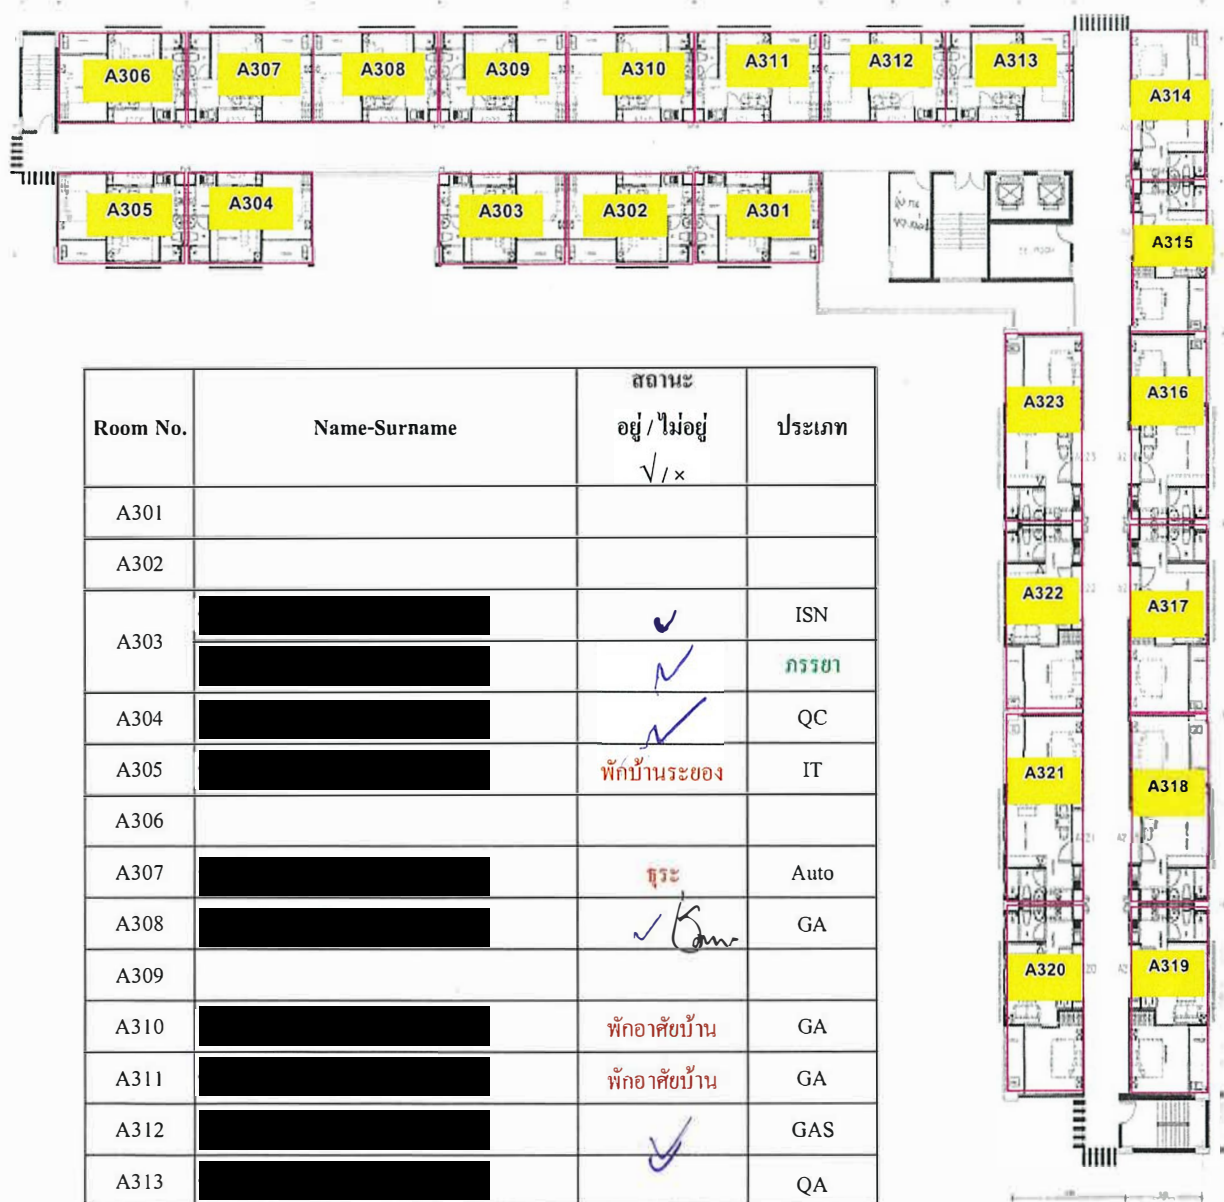 A306 A307 A308 A309 A310 A311 A312 A313
A314
A305 A304 A303 A302 A301
A315
A323 A316
A322 A317
A321 A318
A320 A319
Room No. Name-Surname สถานะ ประเภท
อยู่ / ไม่อยู่
√ / ×
A301
A302
A303 ✓ ISN
✓ ภรรยา
A304 ✓ QC
A305 พักบ้านระยอง IT
A306
A307 ธุระ Auto
A308 ✓ GA
A309
A310 พักอาศัยบ้าน GA
A311 พักอาศัยบ้าน GA
A312 ✓ GAS
A313 ✓ QA